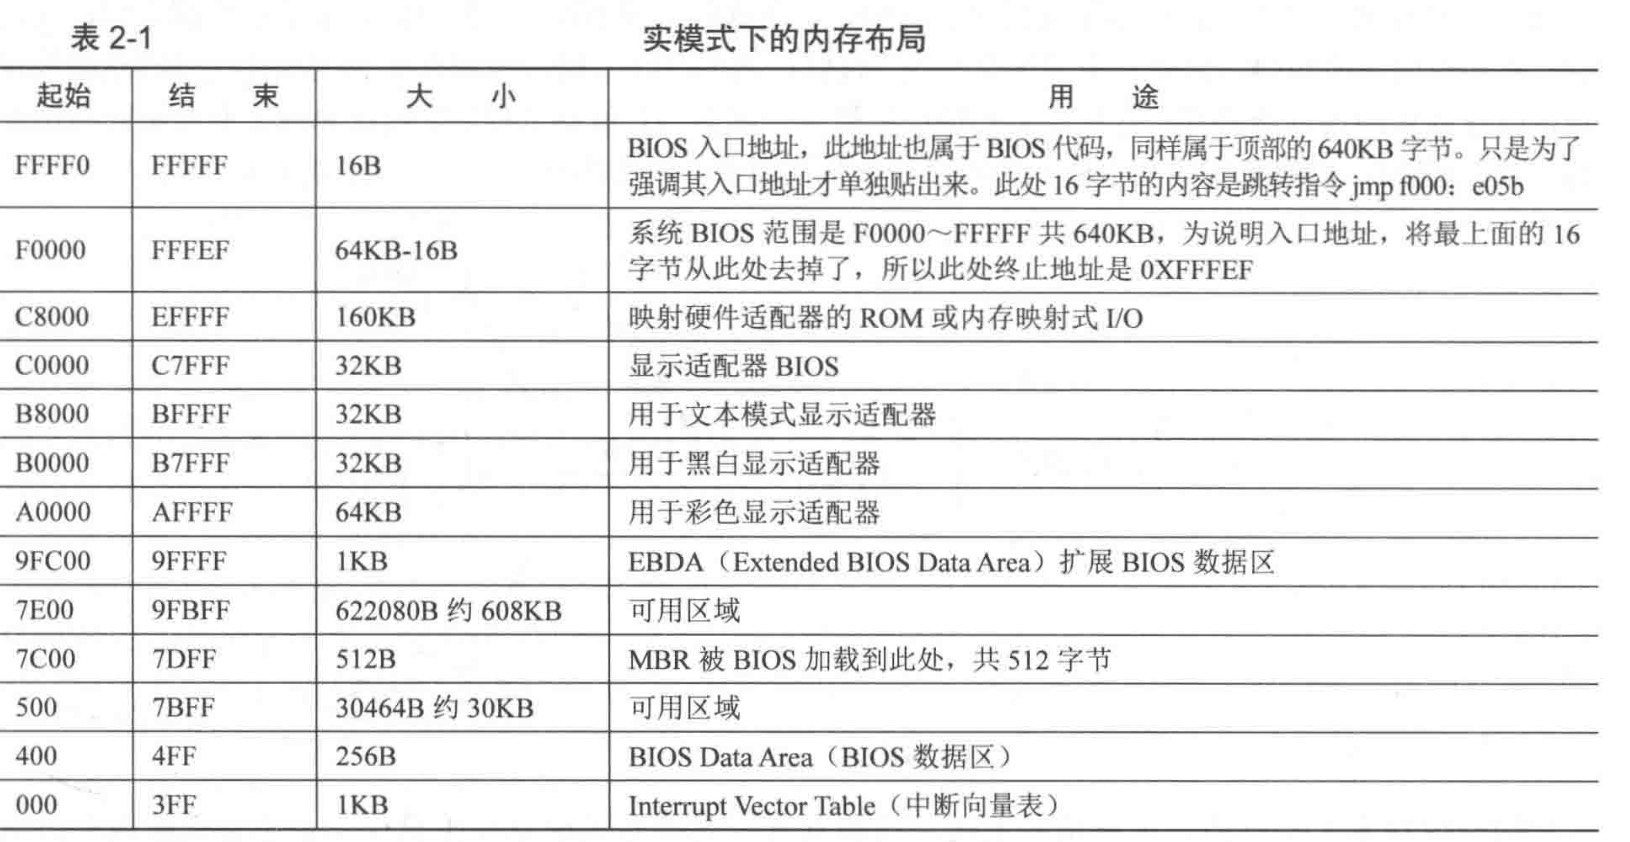 表 2-1 实模式下的内存布局
起始 结 束 大 小 用 途
FFFF0 FFFFF 16B BIOS 入口地址，此地址也属于 BIOS 代码，同样属于顶部的 640KB 字节。只是为了
强调其入口地址才单独贴出来。此处 16 字节的内容是跳转指令 jmp f000：e05b
F0000 FFFEF 64KB-16B 系统 BIOS 范围是 F0000～FFFFF 共 640KB，为说明入口地址，将最上面的 16
字节从此处去掉了，所以此处终止地址是 0XFFFEF
C8000 EFFFF 160KB 映射硬件适配器的 ROM 或内存映射式 I/O
C0000 C7FFF 32KB 显示适配器 BIOS
B8000 BFFFF 32KB 用于文本模式显示适配器
B0000 B7FFF 32KB 用于黑白显示适配器
A0000 AFFFF 64KB 用于彩色显示适配器
9FC00 9FFFF 1KB EBDA（Extended BIOS Data Area）扩展 BIOS 数据区
7E00 9FBFF 622080B 约 608KB 可用区域
7C00 7DFF 512B MBR 被 BIOS 加载到此处，共 512 字节
500 7BFF 30464B 约 30KB 可用区域
400 4FF 256B BIOS Data Area（BIOS 数据区）
000 3FF 1KB Interrupt Vector Table（中断向量表）